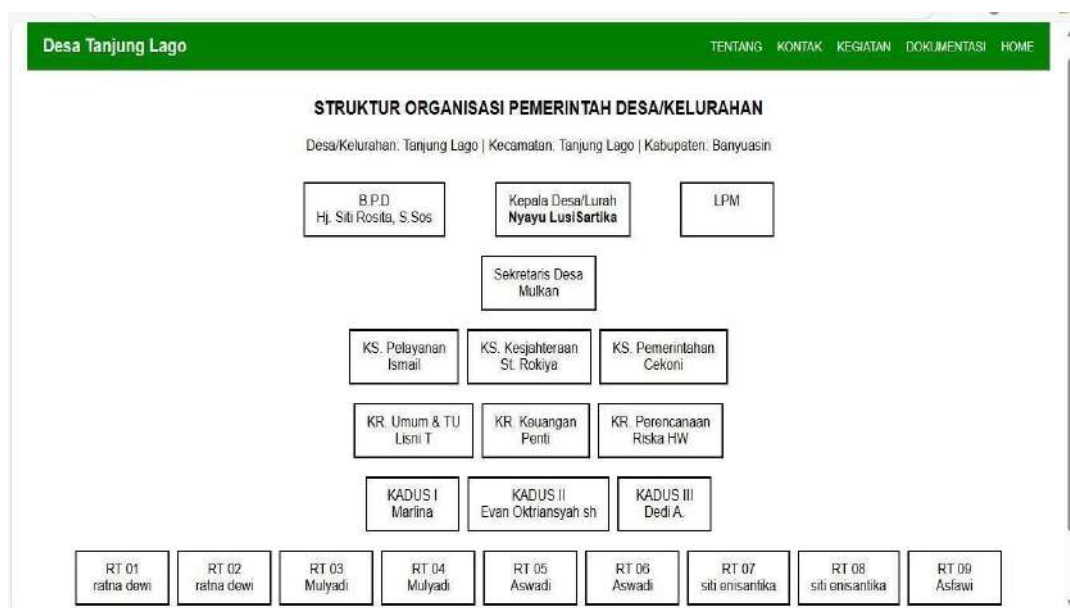 Desa Tanjung Lago
TENTANG KONTAK KEGIATAN DOKUMENTASI HOME
STRUKTUR ORGANISASI PEMERINTAH DESA/KELURAHAN
Desa/Kelurahan: Tanjung Lago | Kecamatan: Tanjung Lago | Kabupaten: Banyuasin
B.P.D
Hj. Siti Rosita, S.Sos
Kepala Desa/Lurah
Nyayu LusiSartika
LPM
Sekretaris Desa
Mulkan
KS. Pelayanan
Ismail
KS. Kesjahteraan
St. Rokiya
KS. Pemerintahan
Cekoni
KR. Umum & TU
Lisni T
KR. Keuangan
Penti
KR. Perencanaan
Riska HW
KADUS I
Marlina
KADUS II
Evan Oktriansyah sh
KADUS III
Dedi A.
RT 01
ratna dewi
RT 02
ratna dewi
RT 03
Mulyadi
RT 04
Mulyadi
RT 05
Aswadi
RT 06
Aswadi
RT 07
siti enisantika
RT 08
siti enisantika
RT 09
Asfawi